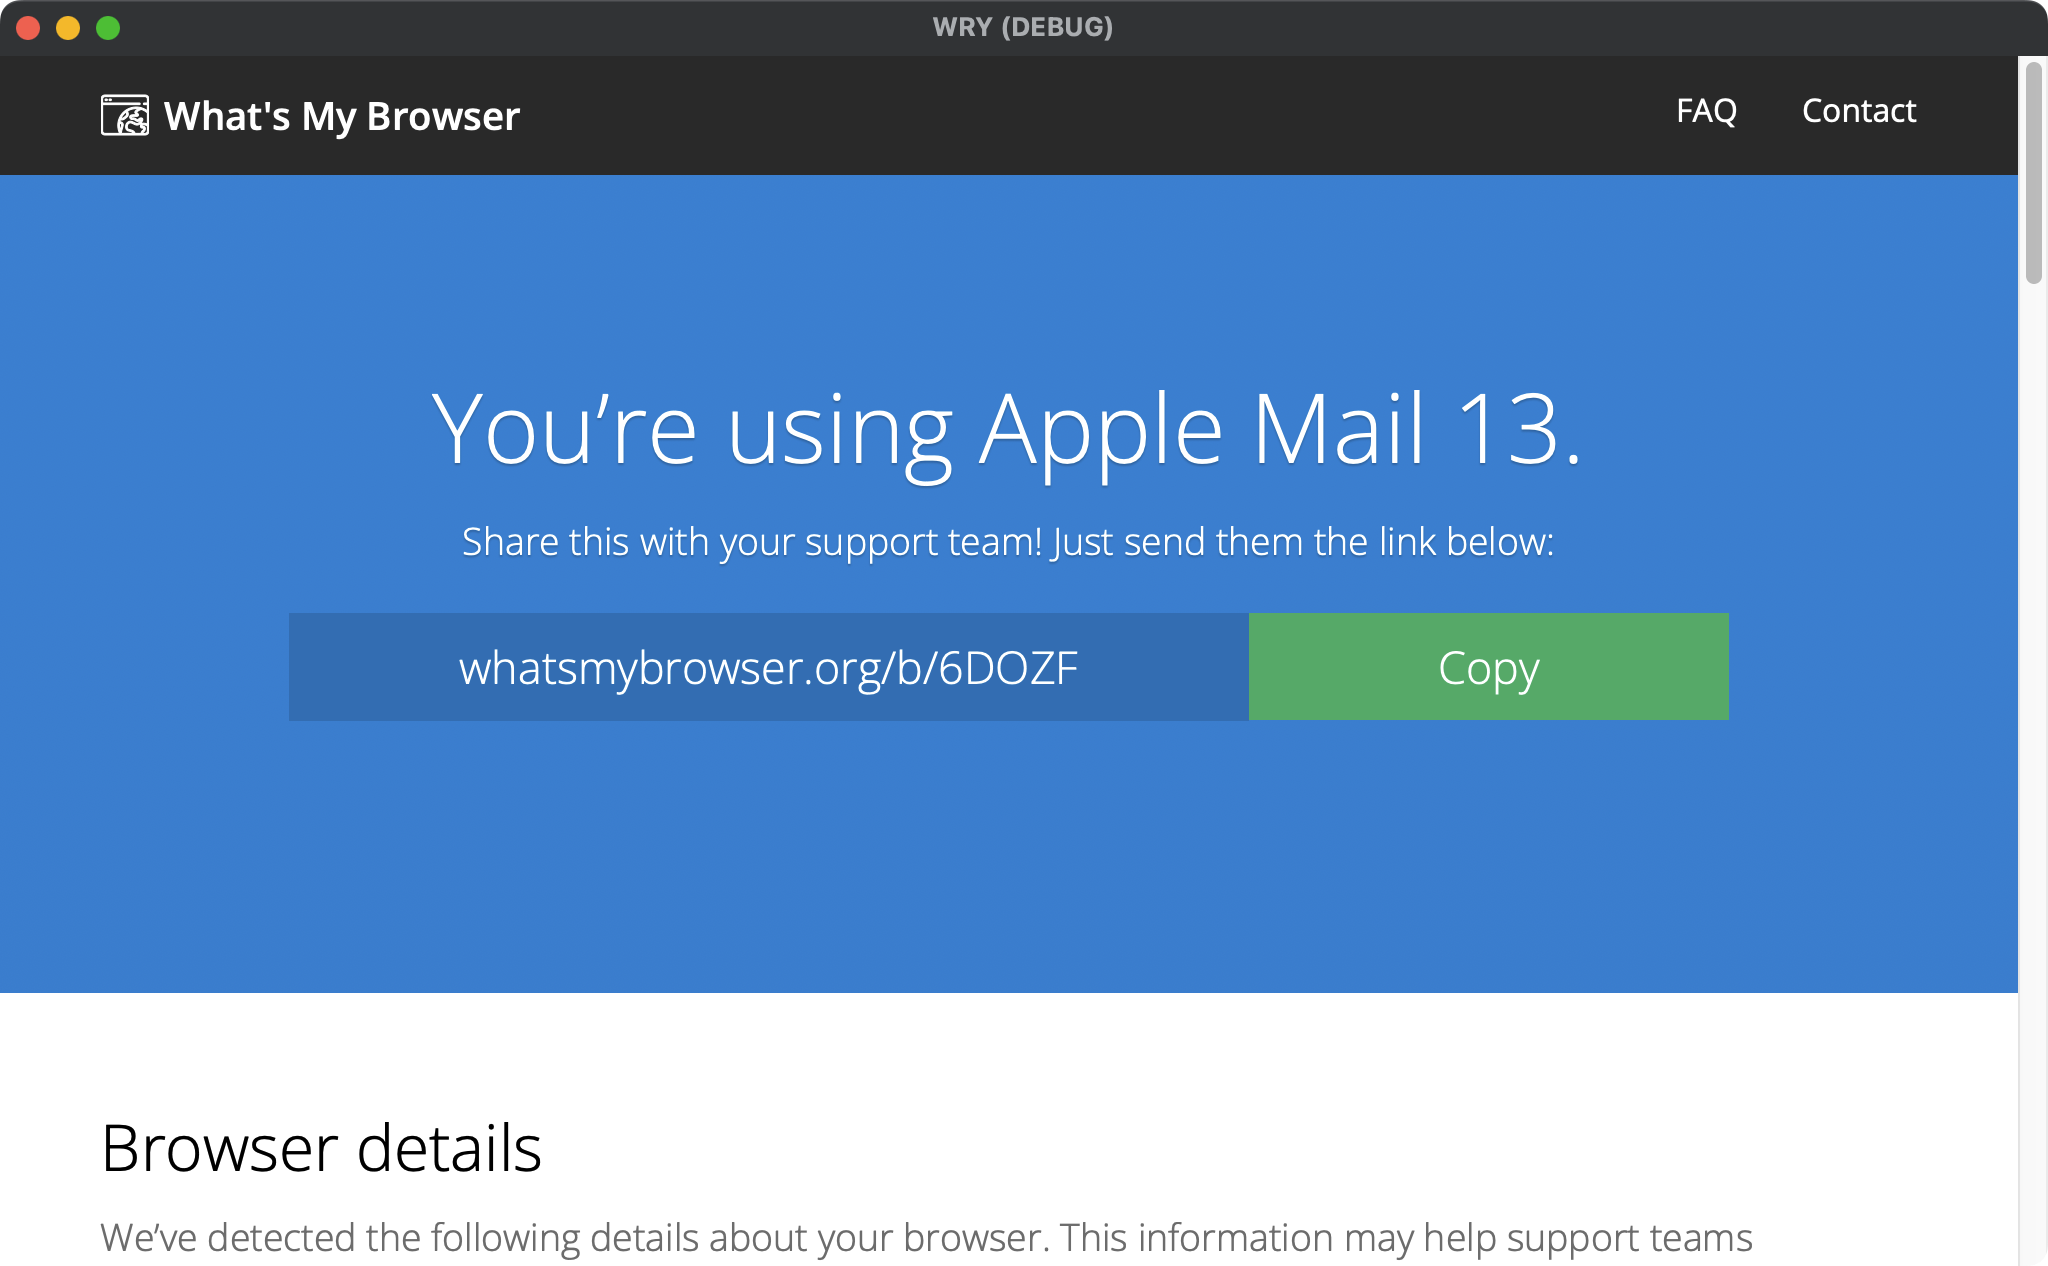 WRY (DEBUG)
What's My Browser
FAQ
Contact
You’re using Apple Mail 13.
Share this with your support team! Just send them the link below:
whatsmybrowser.org/b/6DOZF
Copy
Browser details
We’ve detected the following details about your browser. This information may help support teams